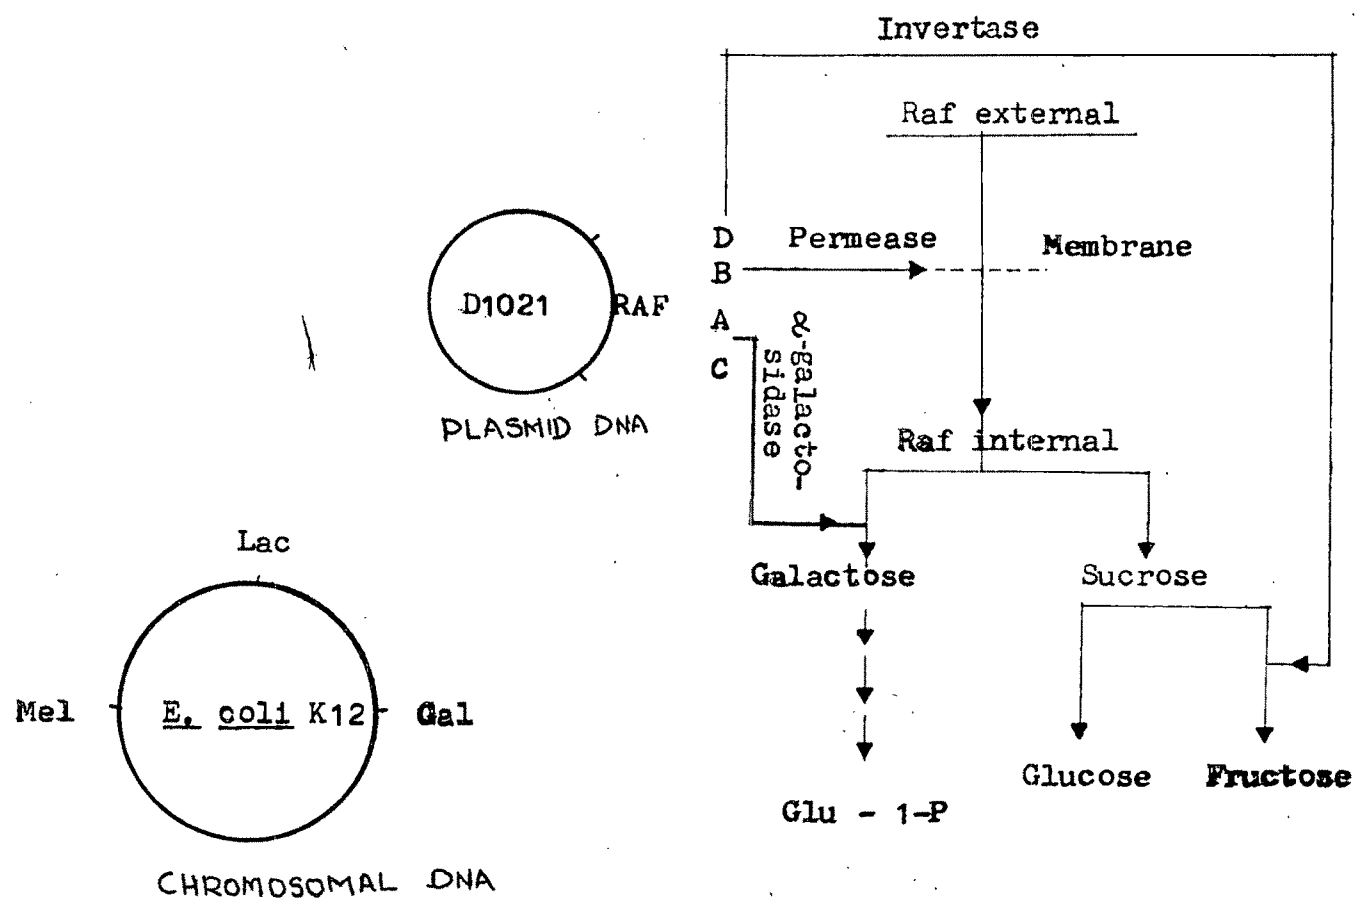 Invertase
Raf external
D Permease Membrane
B
D1021 RAF
A
C
α-galacto-
sidase
PLASMID DNA
Raf internal
Lac
Galactose Sucrose
Mel E. coli K12 Gal
Glucose Fructose
Glu - 1-P
CHROMOSOMAL DNA